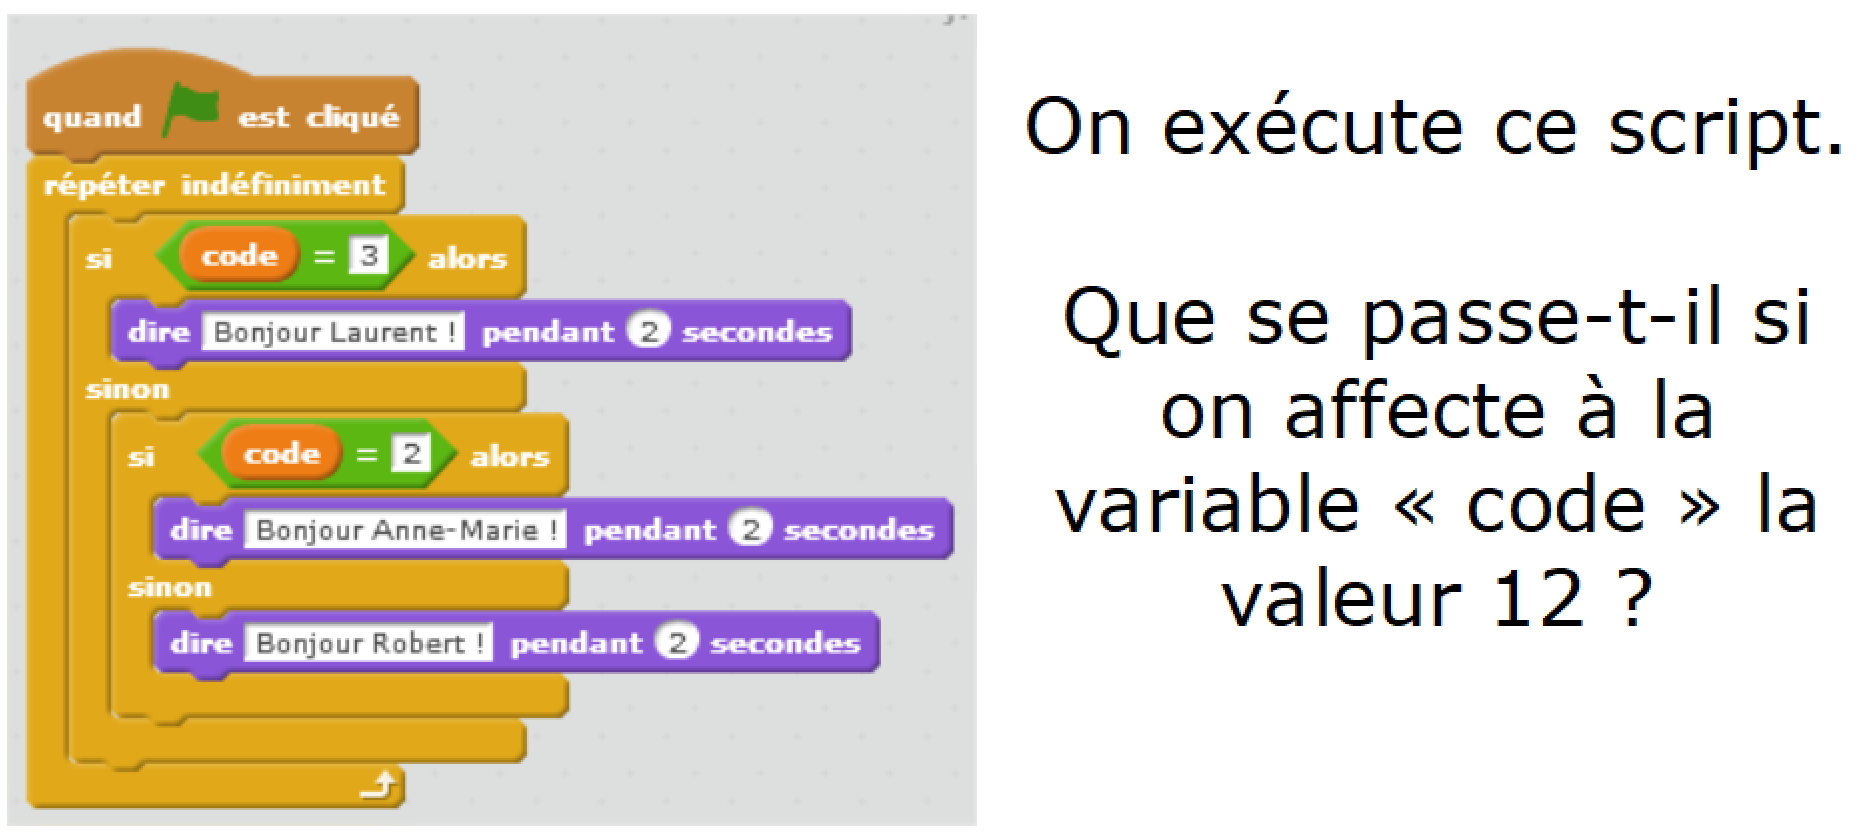 quand est cliqué
répéter indéfiniment
si code = 3 alors
dire Bonjour Laurent ! pendant 2 secondes
sinon
si code = 2 alors
dire Bonjour Anne-Marie ! pendant 2 secondes
sinon
dire Bonjour Robert ! pendant 2 secondes
On exécute ce script.
Que se passe-t-il si
on affecte à la
variable « code » la
valeur 12 ?